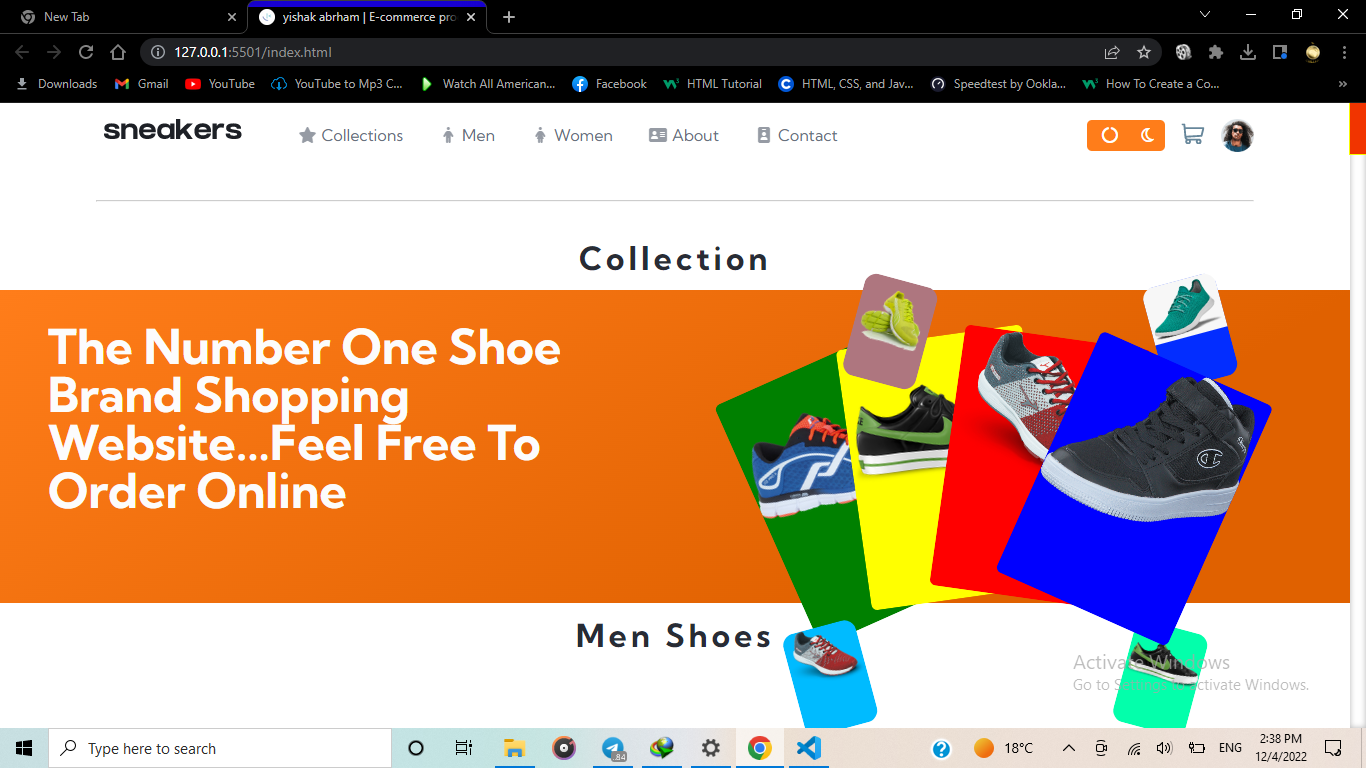 New Tab
yishak abrham | E-commerce pro
127.0.0.1:5501/index.html
Downloads
Gmail
YouTube
YouTube to Mp3 C...
Watch All American...
Facebook
HTML Tutorial
HTML, CSS, and Jav...
Speedtest by Ookla...
How To Create a Co...
sneakers
Collections
Men
Women
About
Contact
Collection
The Number One Shoe
Brand Shopping
Website...Feel Free To
Order Online
Men Shoes
Activate Windows
Go to Settings to activate Windows.
Type here to search
84
18°C
ENG
2:38 PM
12/4/2022